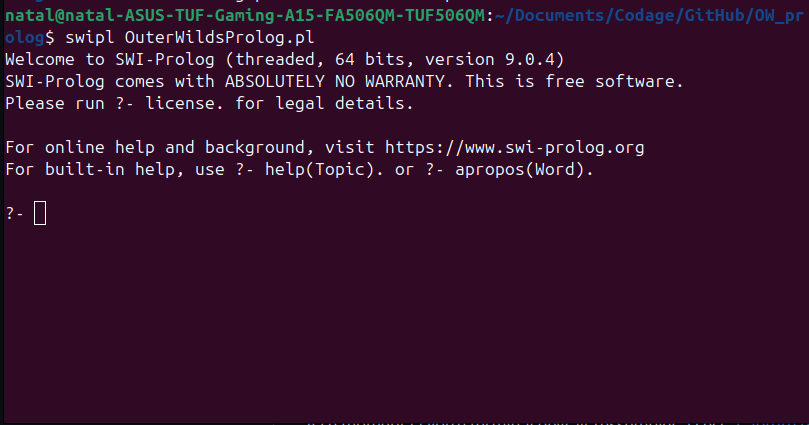 natal@natal-ASUS-TUF-Gaming-A15-FA506QM-TUF506QM:~/Documents/Codage/GitHub/OW_pr
olog$ swipl OuterWildsProlog.pl
Welcome to SWI-Prolog (threaded, 64 bits, version 9.0.4)
SWI-Prolog comes with ABSOLUTELY NO WARRANTY. This is free software.
Please run ?- license. for legal details.

For online help and background, visit https://www.swi-prolog.org
For built-in help, use ?- help(Topic). or ?- apropos(Word).

?-